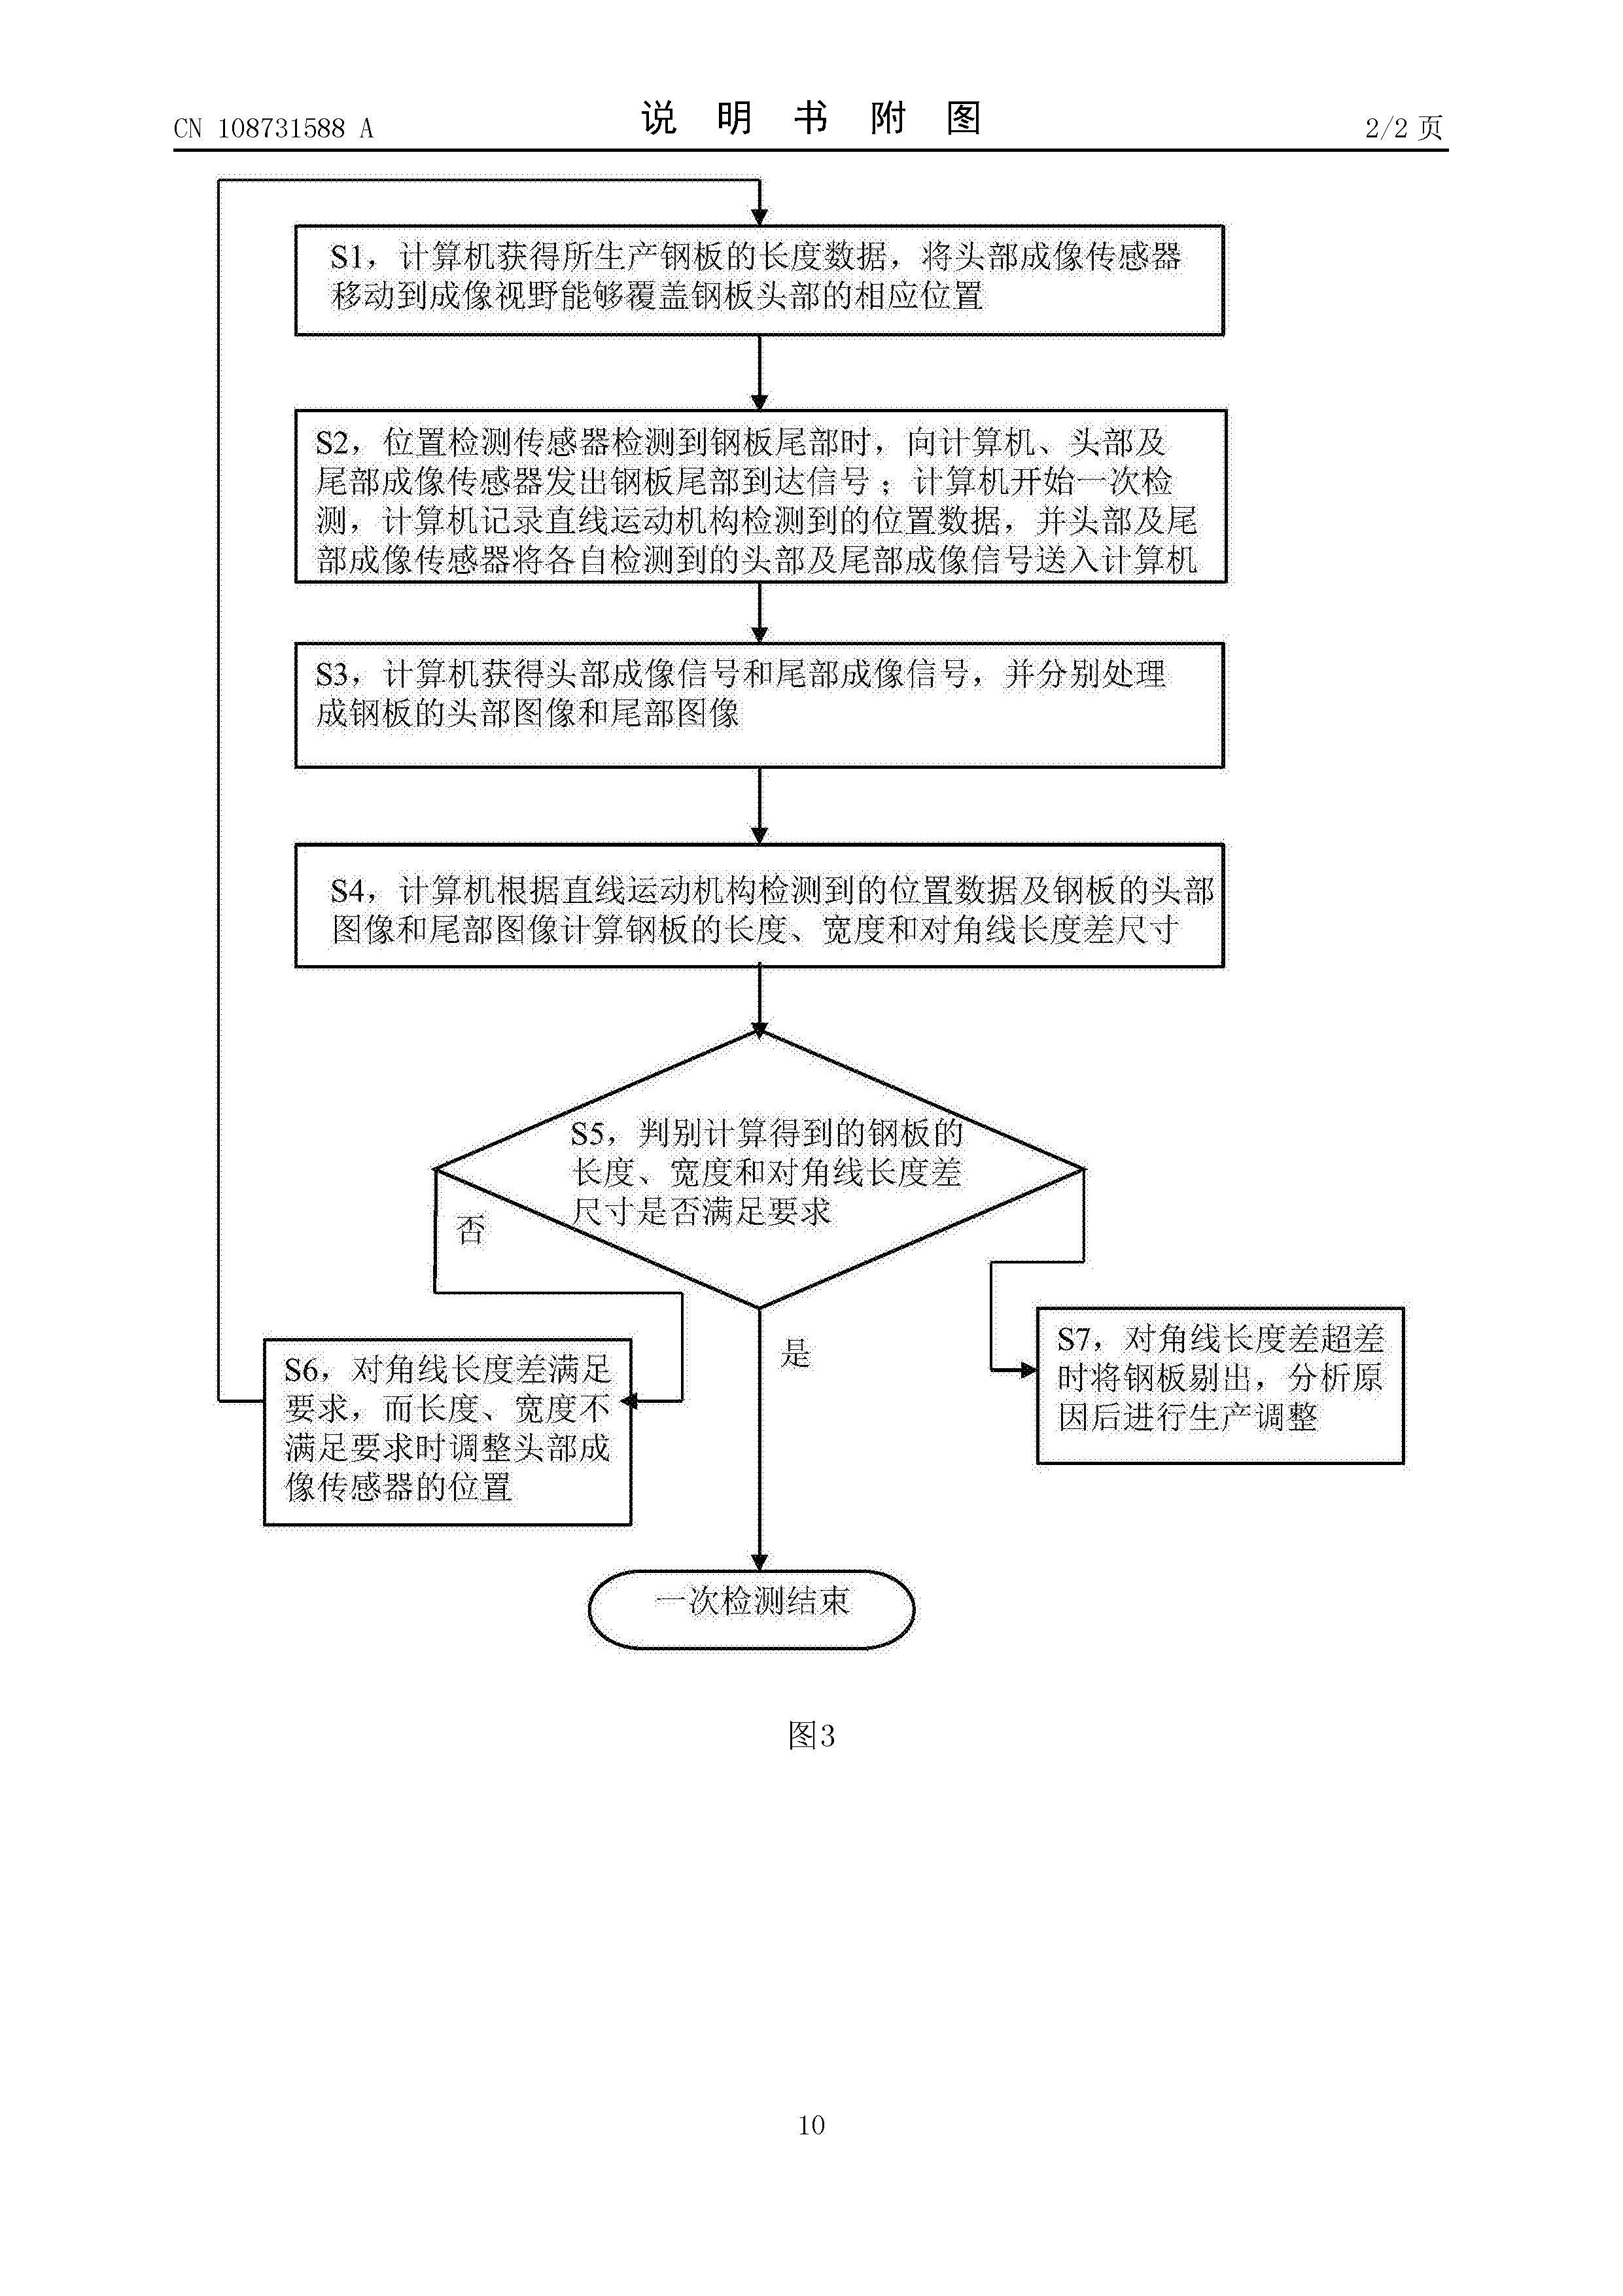 CN 108731588 A
说 明 书 附 图
2/2 页
S1，计算机获得所生产钢板的长度数据，将头部成像传感器
移动到成像视野能够覆盖钢板头部的相应位置
S2，位置检测传感器检测到钢板尾部时，向计算机、头部及
尾部成像传感器发出钢板尾部到达信号；计算机开始一次检
测，计算机记录直线运动机构检测到的位置数据，并头部及尾
部成像传感器将各自检测到的头部及尾部成像信号送入计算机
S3，计算机获得头部成像信号和尾部成像信号，并分别处理
成钢板的头部图像和尾部图像
S4，计算机根据直线运动机构检测到的位置数据及钢板的头部
图像和尾部图像计算钢板的长度、宽度和对角线长度差尺寸
S5，判别计算得到的钢板的
长度、宽度和对角线长度差
尺寸是否满足要求
否
是
S6，对角线长度差满足
要求，而长度、宽度不
满足要求时调整头部成
像传感器的位置
S7，对角线长度差超差
时将钢板剔出，分析原
因后进行生产调整
一次检测结束
图3
10